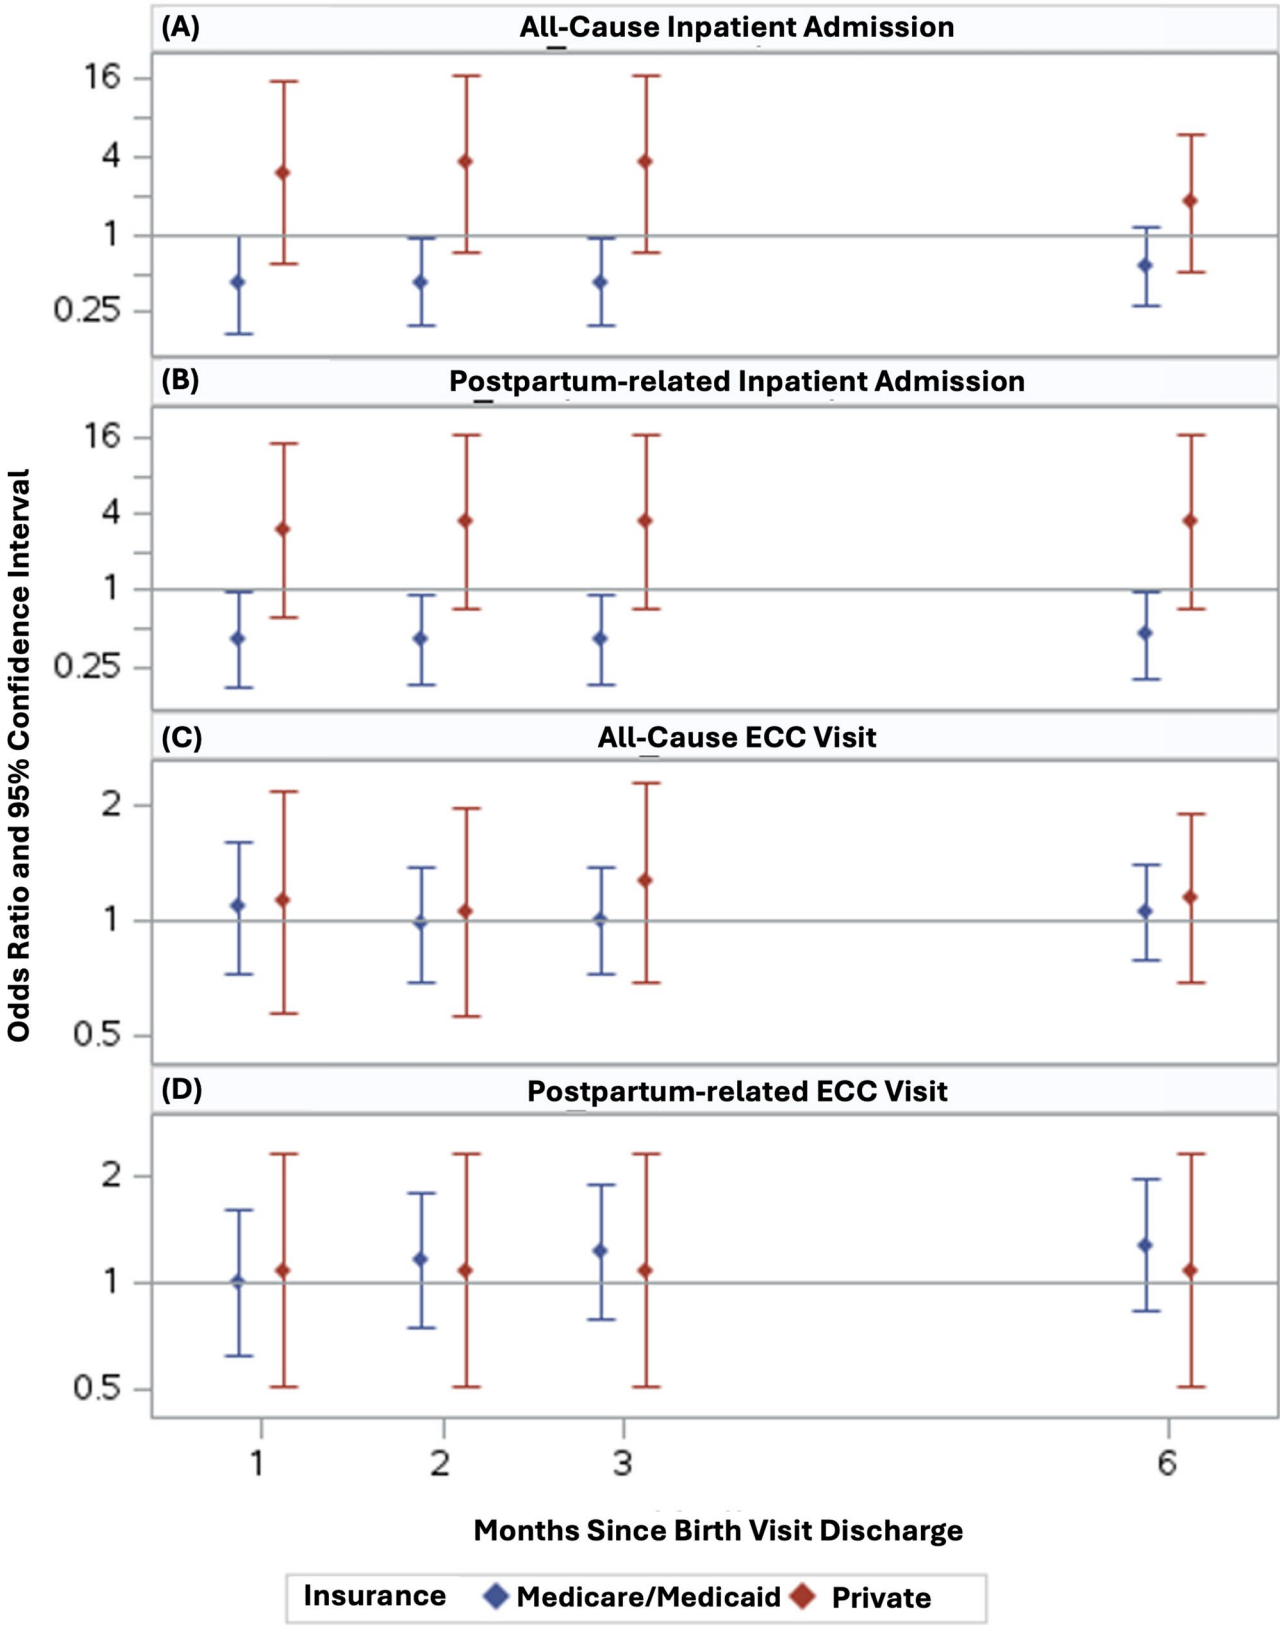 (A) All-Cause Inpatient Admission
16
4
1
0.25
(B) Postpartum-related Inpatient Admission
16
4
1
0.25
(C) All-Cause ECC Visit
2
1
0.5
(D) Postpartum-related ECC Visit
2
1
0.5
Odds Ratio and 95% Confidence Interval
1 2 3 6
Months Since Birth Visit Discharge
Insurance Medicare/Medicaid Private